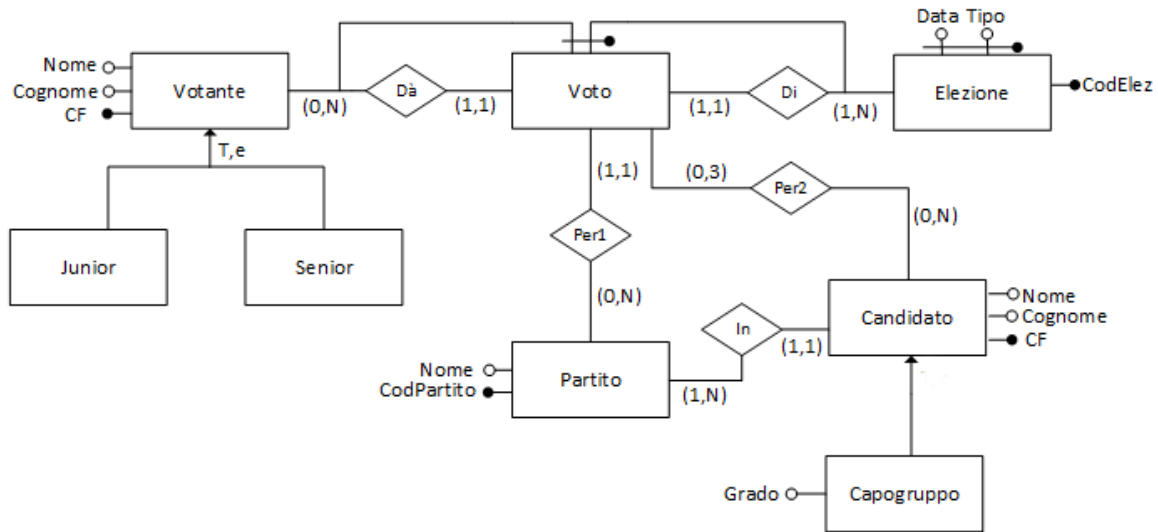 Data Tipo
Nome
Cognome
CF
Votante
(0,N)
Dà
(1,1)
Voto
(1,1)
Di
(1,N)
Elezione
CodElez
T,e
(1,1)
(0,3)
Per2
(0,N)
Junior
Senior
Per1
(0,N)
Nome
CodPartito
Partito
(1,N)
In
(1,1)
Candidato
Nome
Cognome
CF
Grado
Capogruppo